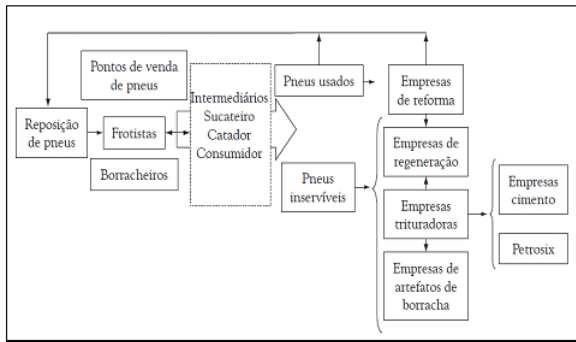 Pontos de venda
de pneus
Intermediários
Sucateiro
Catador
Consumidor
Pneus usados
Empresas
de reforma
Reposição
de pneus
Frotistas
Borracheiros
Empresas de
regeneração
Pneus
inservíveis
Empresas
trituradoras
Empresas
cimento
Petrosix
Empresas de
artefatos de
borracha